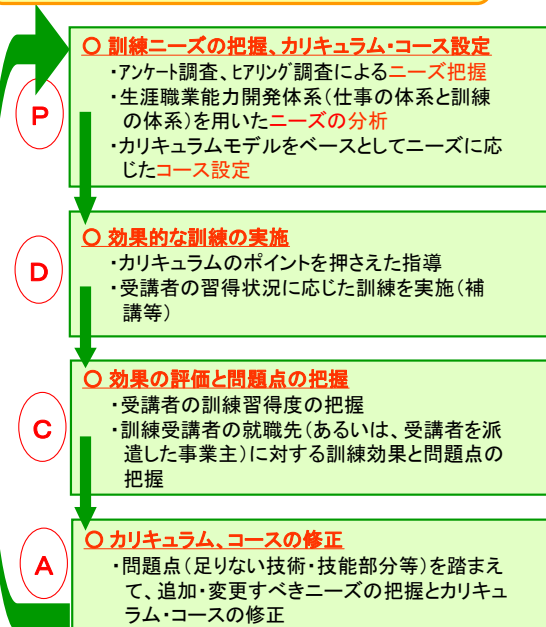 P
○ 訓練ニーズの把握、カリキュラム・コース設定
・アンケート調査、ヒアリング調査によるニーズ把握
・生涯職業能力開発体系(仕事の体系と訓練
の体系)を用いたニーズの分析
・カリキュラムモデルをベースとしてニーズに応
じたコース設定
D
○ 効果的な訓練の実施
・カリキュラムのポイントを押さえた指導
・受講者の習得状況に応じた訓練を実施(補
講等)
C
○ 効果の評価と問題点の把握
・受講者の訓練習得度の把握
・訓練受講者の就職先(あるいは、受講者を派
遣した事業主)に対する訓練効果と問題点の
把握
A
○ カリキュラム、コースの修正
・問題点(足りない技術・技能部分等)を踏まえ
て、追加・変更すべきニーズの把握とカリキュ
ラム・コースの修正